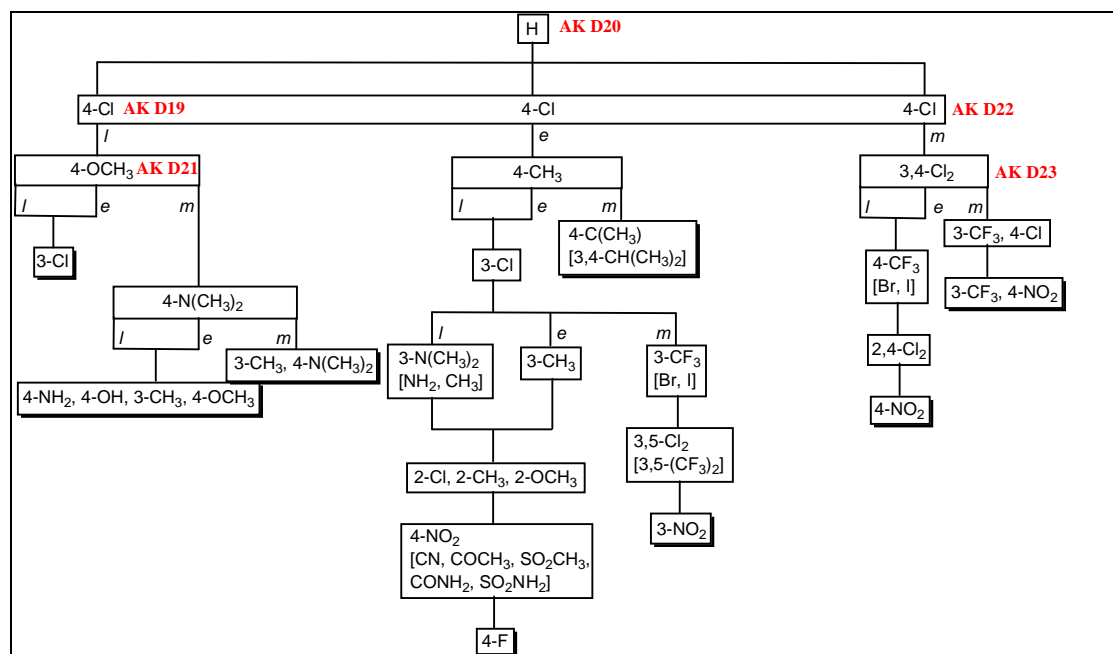 H AK D20
4-Cl AK D19 4-Cl 4-Cl AK D22
l e m
4-OCH₃ AK D21 4-CH₃ 3,4-Cl₂ AK D23
l e m l e m l e m
3-Cl
3-Cl
4-C(CH₃)
[3,4-CH(CH₃)₂]
4-CF₃
[Br, I]
3-CF₃, 4-Cl
3-CF₃, 4-NO₂
4-N(CH₃)₂
l e m
l e m
3-CH₃, 4-N(CH₃)₂
4-NH₂, 4-OH, 3-CH₃, 4-OCH₃
3-N(CH₃)₂
[NH₂, CH₃]
3-CH₃
3-CF₃
[Br, I]
2,4-Cl₂
4-NO₂
3,5-Cl₂
[3,5-(CF₃)₂]
2-Cl, 2-CH₃, 2-OCH₃
3-NO₂
4-NO₂
[CN, COCH₃, SO₂CH₃,
CONH₂, SO₂NH₂]
4-F